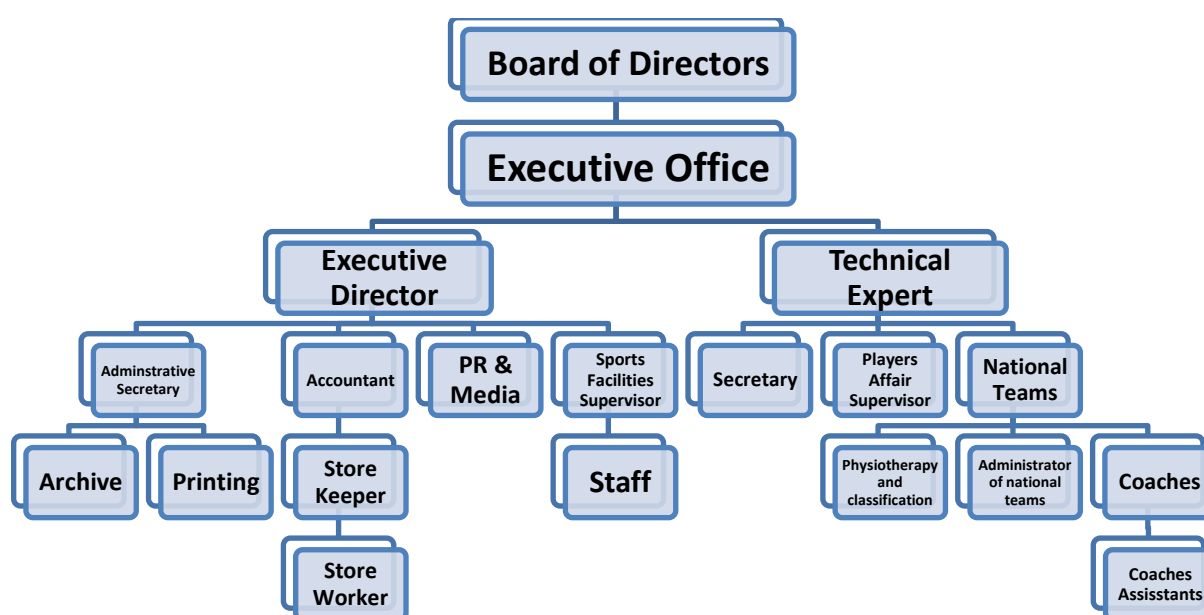 Board of Directors
Executive Office
Executive
Director
Technical
Expert
Adminstrative
Secretary
Accountant
PR &
Media
Sports
Facilities
Supervisor
Secretary
Players
Affair
Supervisor
National
Teams
Archive
Printing
Store
Keeper
Staff
Physiotherapy
and
classification
Administrator
of national
teams
Coaches
Store
Worker
Coaches
Assisstants